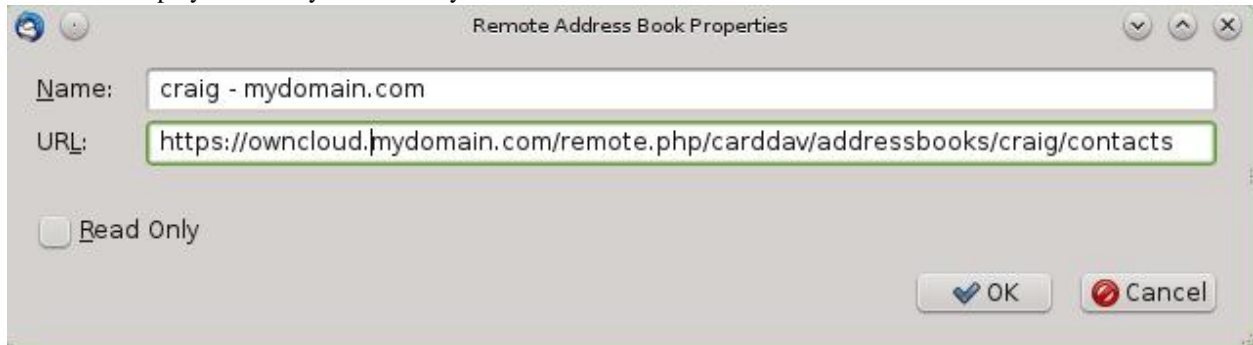 Remote Address Book Properties
Name: craig - mydomain.com
URL: https://owncloud.mydomain.com/remote.php/carddav/addressbooks/craig/contacts
Read Only
OK Cancel